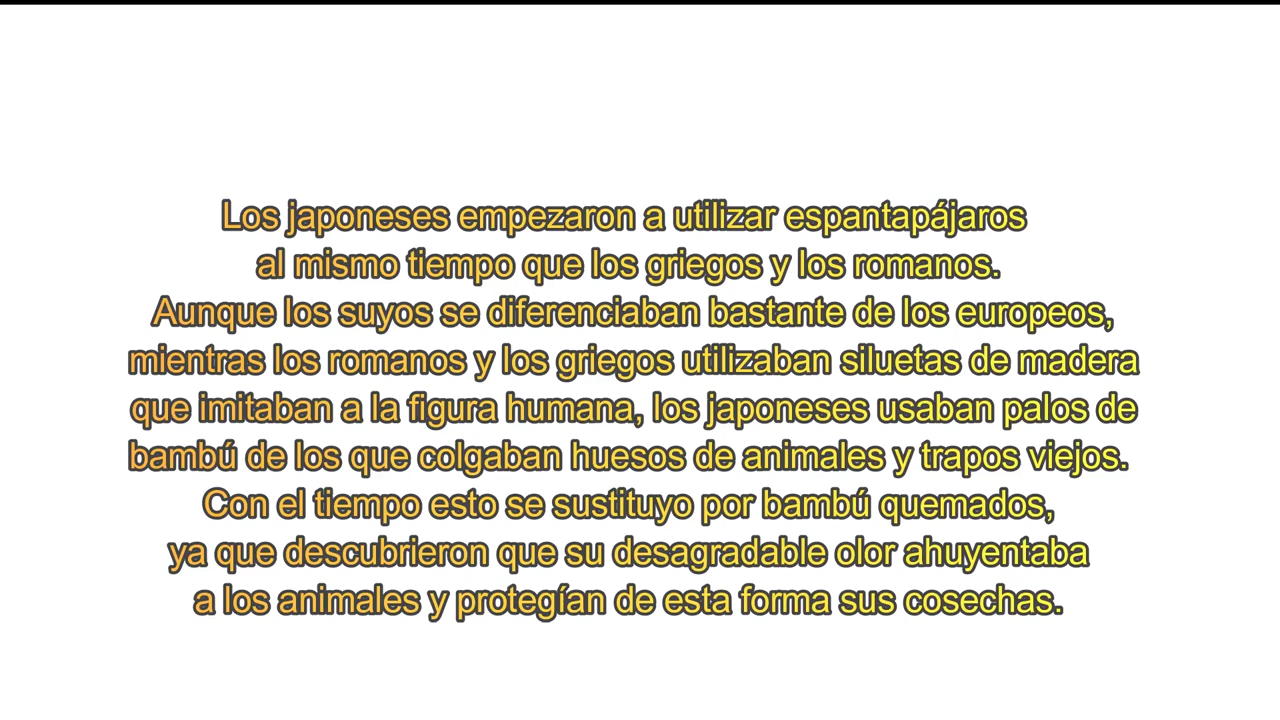 Los japoneses empezaron a utilizar espantapájaros
al mismo tiempo que los griegos y los romanos.
Aunque los suyos se diferenciaban bastante de los europeos,
mientras los romanos y los griegos utilizaban siluetas de madera
que imitaban a la figura humana, los japoneses usaban palos de
bambú de los que colgaban huesos de animales y trapos viejos.
Con el tiempo esto se sustituyo por bambú quemados,
ya que descubrieron que su desagradable olor ahuyentaba
a los animales y protegían de esta forma sus cosechas.